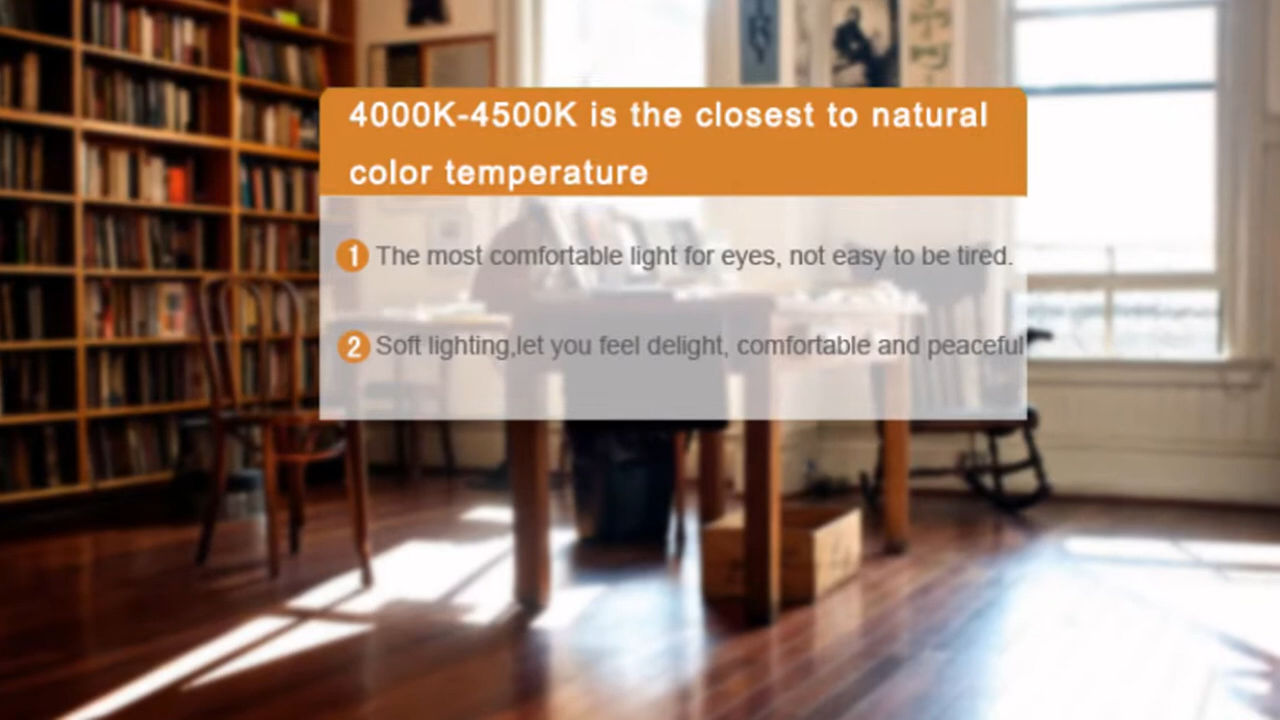 4000K-4500K is the closest to natural
color temperature
1 The most comfortable light for eyes, not easy to be tired.
2 Soft lighting,let you feel delight, comfortable and peaceful